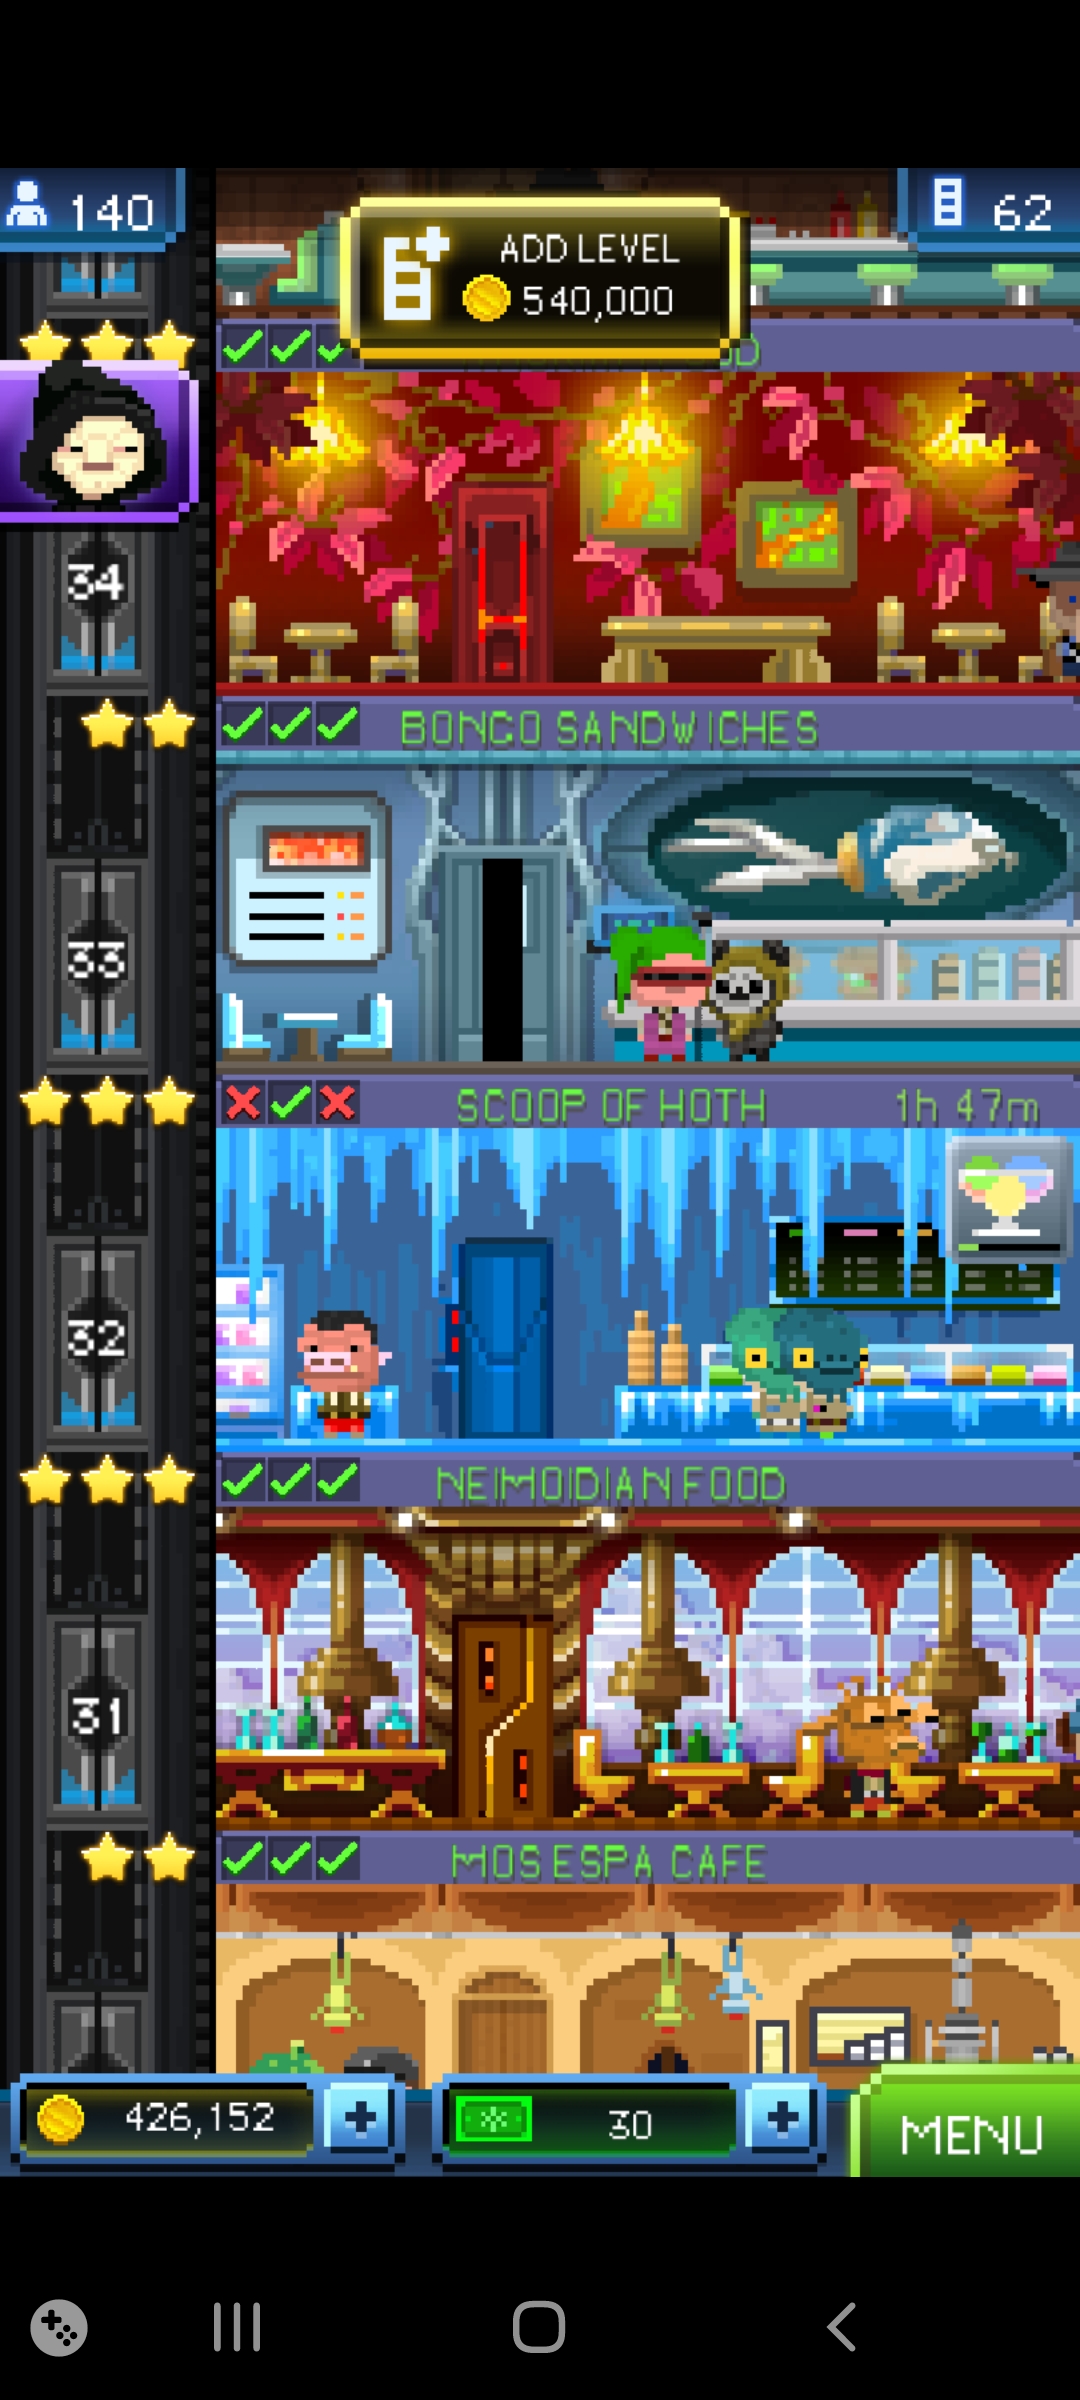 140
62
ADD LEVEL
540,000
34
BONGO SANDWICHES
33
SCOOP OF HOTH 1h 47m
32
NEIMOIDIAN FOOD
31
MOS ESPA CAFE
426,152
30
MENU